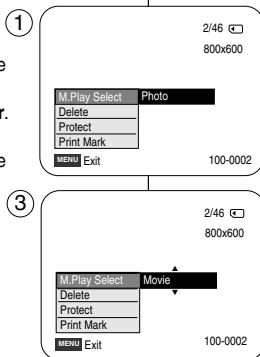 1
2/46
800x600
e
M.Play Select Photo
Delete
r.
Protect
Print Mark
e
MENU Exit 100-0002
3
2/46
800x600
M.Play Select Movie
Delete
Protect
Print Mark
MENU Exit 100-0002